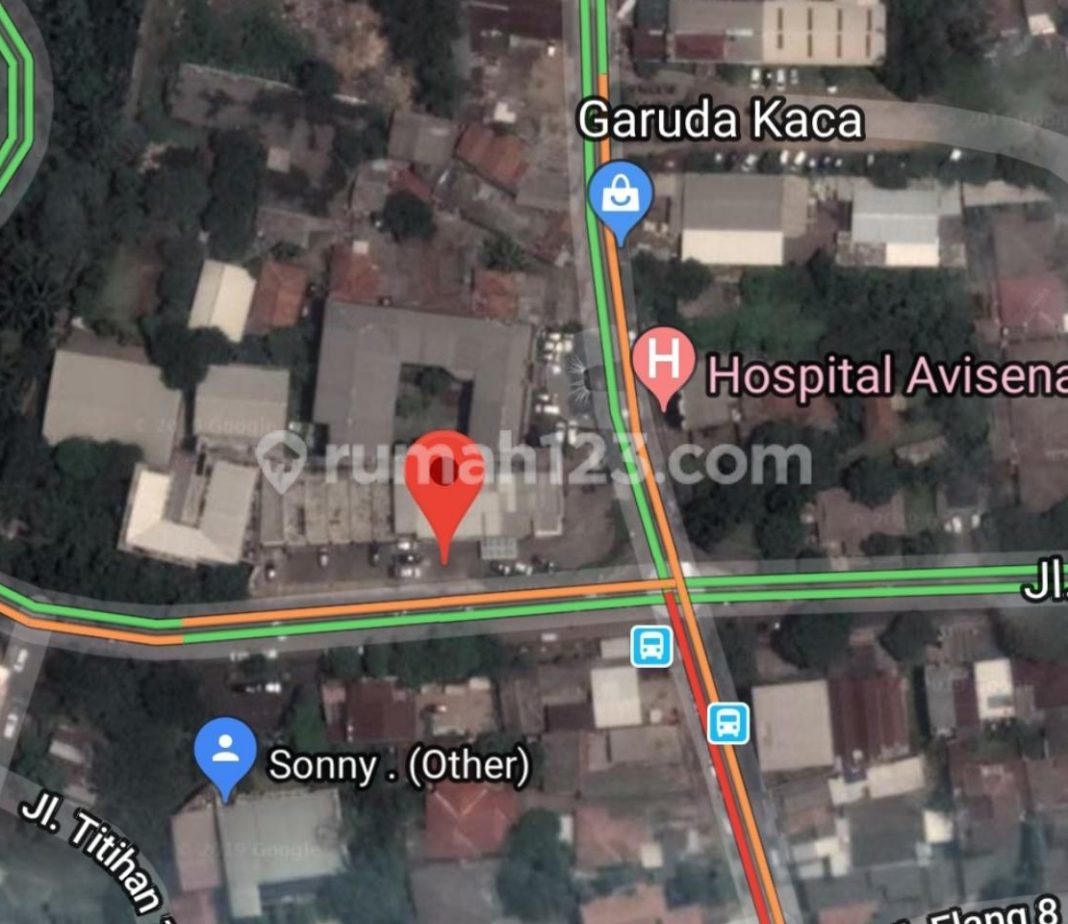 Garuda Kaca
H
Hospital Avisena
rumah123.com
Jl.
Sonny . (Other)
Jl. Titihan
Elang 8